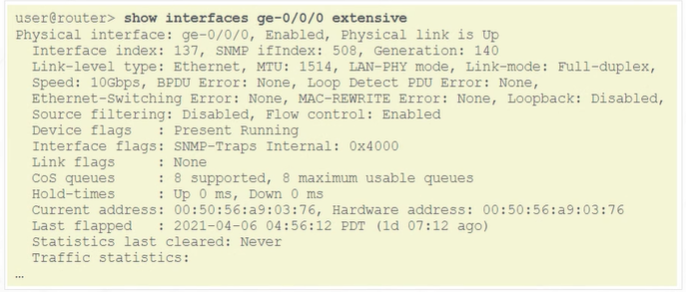 user@router> show interfaces ge-0/0/0 extensive
Physical interface: ge-0/0/0, Enabled, Physical link is Up
  Interface index: 137, SNMP ifIndex: 508, Generation: 140
  Link-level type: Ethernet, MTU: 1514, LAN-PHY mode, Link-mode: Full-duplex,
  Speed: 10Gbps, BPDU Error: None, Loop Detect PDU Error: None,
  Ethernet-Switching Error: None, MAC-REWRITE Error: None, Loopback: Disabled,
  Source filtering: Disabled, Flow control: Enabled
  Device flags   : Present Running
  Interface flags: SNMP-Traps Internal: 0x4000
  Link flags     : None
  CoS queues     : 8 supported, 8 maximum usable queues
  Hold-times     : Up 0 ms, Down 0 ms
  Current address: 00:50:56:a9:03:76, Hardware address: 00:50:56:a9:03:76
  Last flapped   : 2021-04-06 04:56:12 PDT (1d 07:12 ago)
  Statistics last cleared: Never
  Traffic statistics:
…